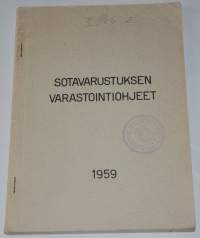 SOTAVARUSTUKSEN
VARASTOINTIOHJEET
1959